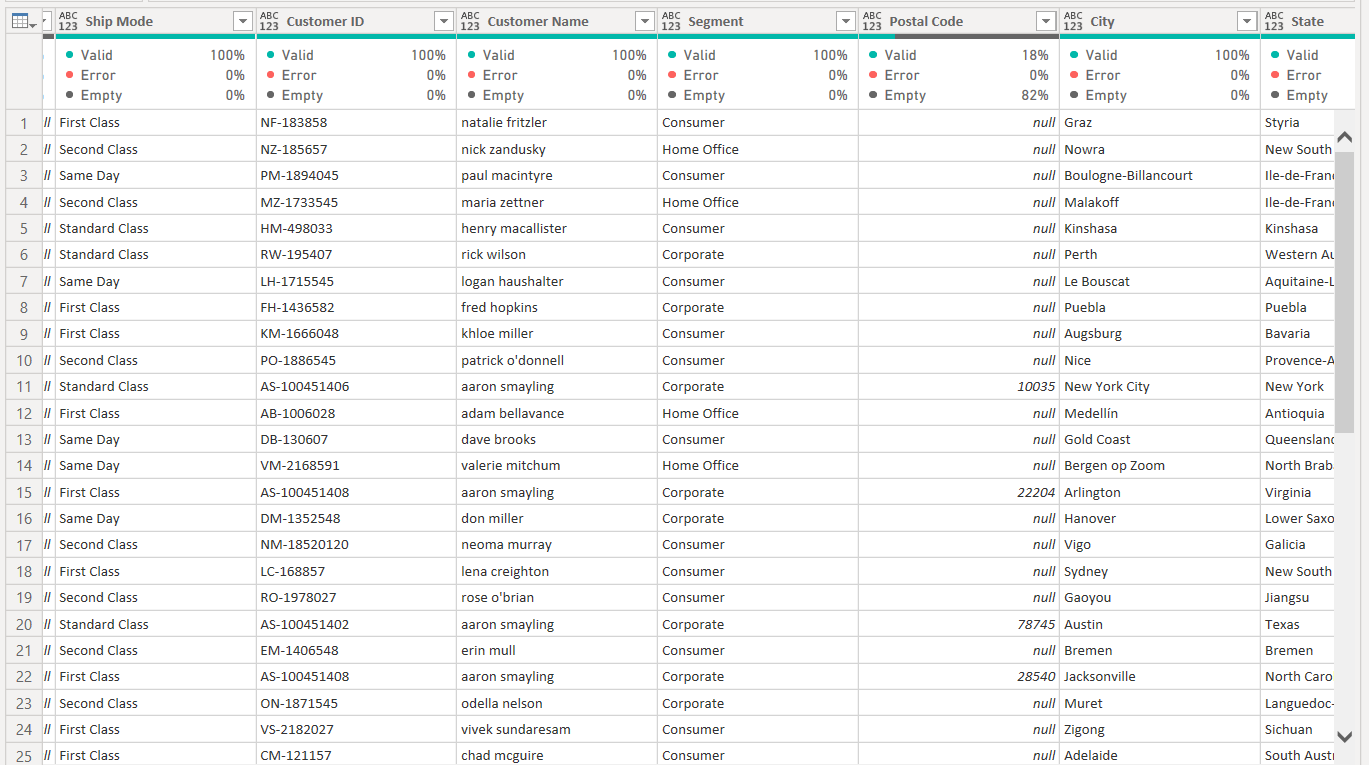 ABC 123 Ship Mode ABC 123 Customer ID ABC 123 Customer Name ABC 123 Segment ABC 123 Postal Code ABC 123 City ABC 123 State
Valid 100% Valid 100% Valid 100% Valid 100% Valid 18% Valid 100% Valid
Error 0% Error 0% Error 0% Error 0% Error 0% Error 0% Error
Empty 0% Empty 0% Empty 0% Empty 0% Empty 82% Empty 0% Empty
1 ll First Class NF-183858 natalie fritzler Consumer null Graz Styria
2 ll Second Class NZ-185657 nick zandusky Home Office null Nowra New South
3 ll Same Day PM-1894045 paul macintyre Consumer null Boulogne-Billancourt Ile-de-Fran
4 ll Second Class MZ-1733545 maria zettner Home Office null Malakoff Ile-de-Fran
5 ll Standard Class HM-498033 henry macallister Consumer null Kinshasa Kinshasa
6 ll Standard Class RW-195407 rick wilson Corporate null Perth Western Au
7 ll Same Day LH-1715545 logan haushalter Consumer null Le Bouscat Aquitaine-L
8 ll First Class FH-1436582 fred hopkins Corporate null Puebla Puebla
9 ll First Class KM-1666048 khloe miller Consumer null Augsburg Bavaria
10 ll Second Class PO-1886545 patrick o'donnell Consumer null Nice Provence-A
11 ll Standard Class AS-100451406 aaron smayling Corporate 10035 New York City New York
12 ll First Class AB-1006028 adam bellavance Home Office null Medellín Antioquia
13 ll Same Day DB-130607 dave brooks Consumer null Gold Coast Queensland
14 ll Same Day VM-2168591 valerie mitchum Home Office null Bergen op Zoom North Brab
15 ll First Class AS-100451408 aaron smayling Corporate 22204 Arlington Virginia
16 ll Same Day DM-1352548 don miller Corporate null Hanover Lower Saxo
17 ll Second Class NM-18520120 neoma murray Consumer null Vigo Galicia
18 ll First Class LC-168857 lena creighton Consumer null Sydney New South
19 ll Second Class RO-1978027 rose o'brian Consumer null Gaoyou Jiangsu
20 ll Standard Class AS-100451402 aaron smayling Corporate 78745 Austin Texas
21 ll Second Class EM-1406548 erin mull Consumer null Bremen Bremen
22 ll First Class AS-100451408 aaron smayling Corporate 28540 Jacksonville North Caro
23 ll Second Class ON-1871545 odella nelson Corporate null Muret Languedoc-
24 ll First Class VS-2182027 vivek sundaresam Consumer null Zigong Sichuan
25 ll First Class CM-121157 chad mcguire Consumer null Adelaide South Austr